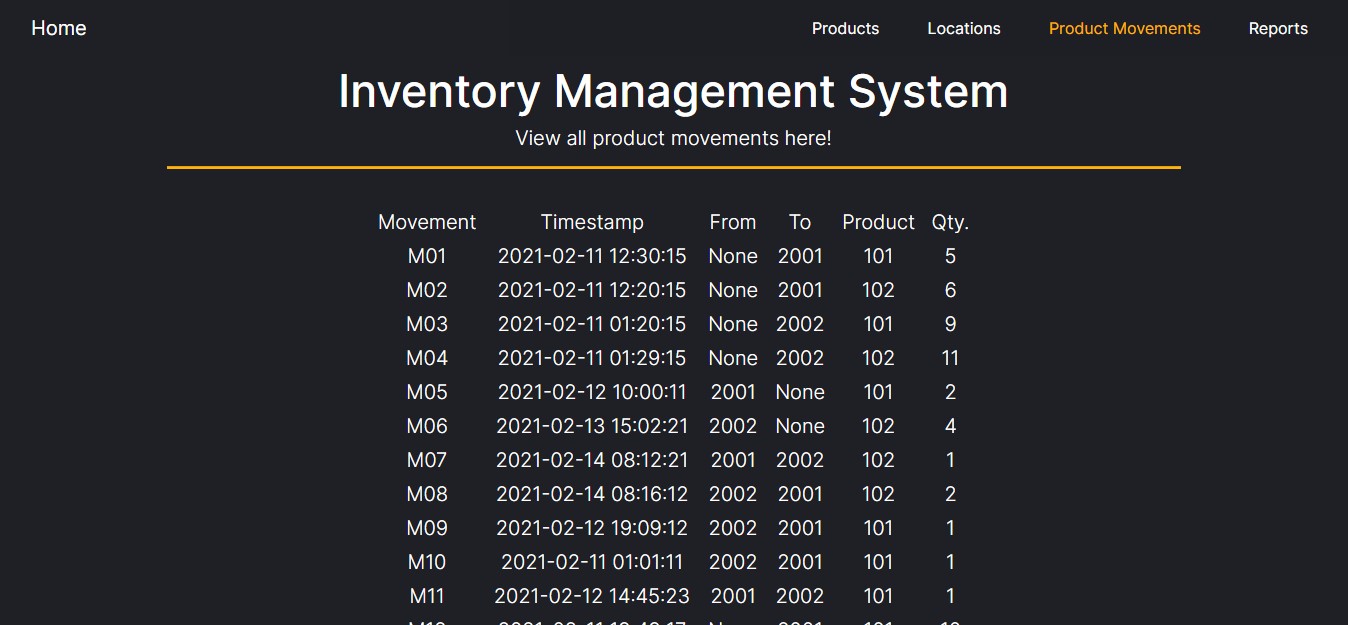 Home Products Locations Product Movements Reports
Inventory Management System
View all product movements here!
Movement Timestamp From To Product Qty.
M01 2021-02-11 12:30:15 None 2001 101 5
M02 2021-02-11 12:20:15 None 2001 102 6
M03 2021-02-11 01:20:15 None 2002 101 9
M04 2021-02-11 01:29:15 None 2002 102 11
M05 2021-02-12 10:00:11 2001 None 101 2
M06 2021-02-13 15:02:21 2002 None 102 4
M07 2021-02-14 08:12:21 2001 2002 102 1
M08 2021-02-14 08:16:12 2002 2001 102 2
M09 2021-02-12 19:09:12 2002 2001 101 1
M10 2021-02-11 01:01:11 2002 2001 101 1
M11 2021-02-12 14:45:23 2001 2002 101 1